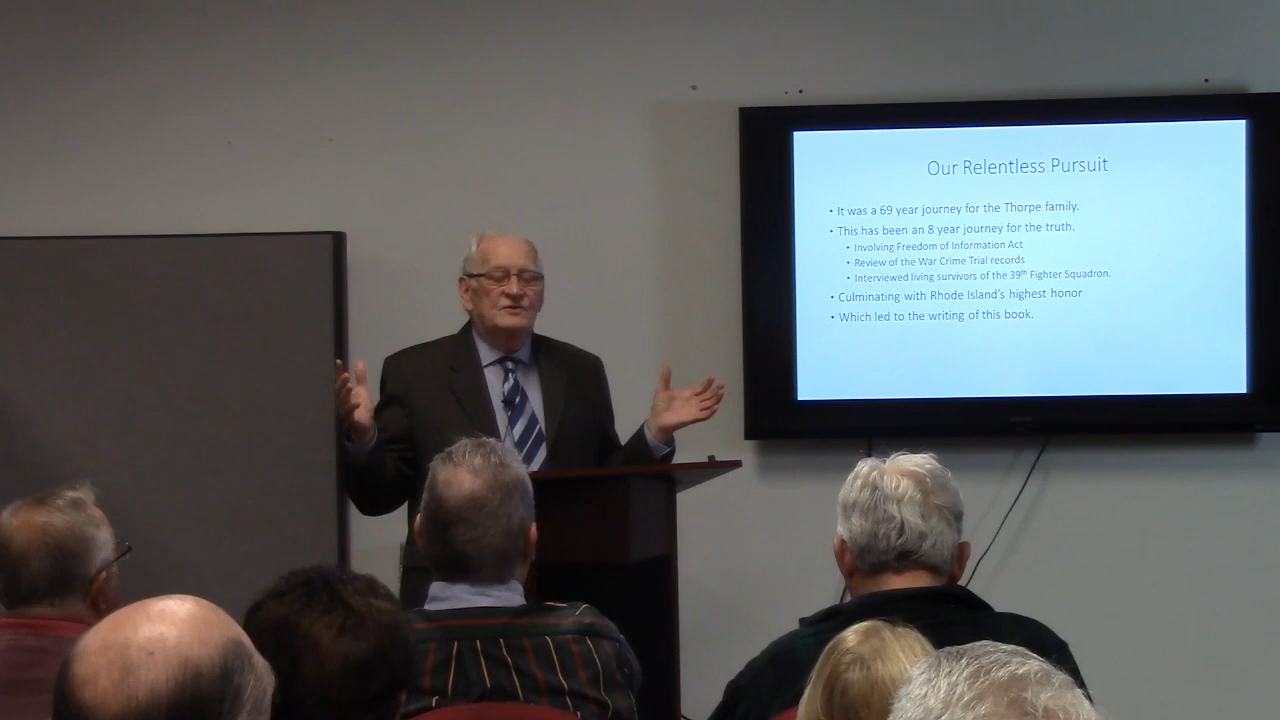 Our Relentless Pursuit
• It was a 69 year journey for the Thorpe family.
• This has been an 8 year journey for the truth.
• Involving Freedom of Information Act
• Review of the War Crime Trial records
• Interviewed living survivors of the 39th Fighter Squadron.
• Culminating with Rhode Island's highest honor
• Which led to the writing of this book.